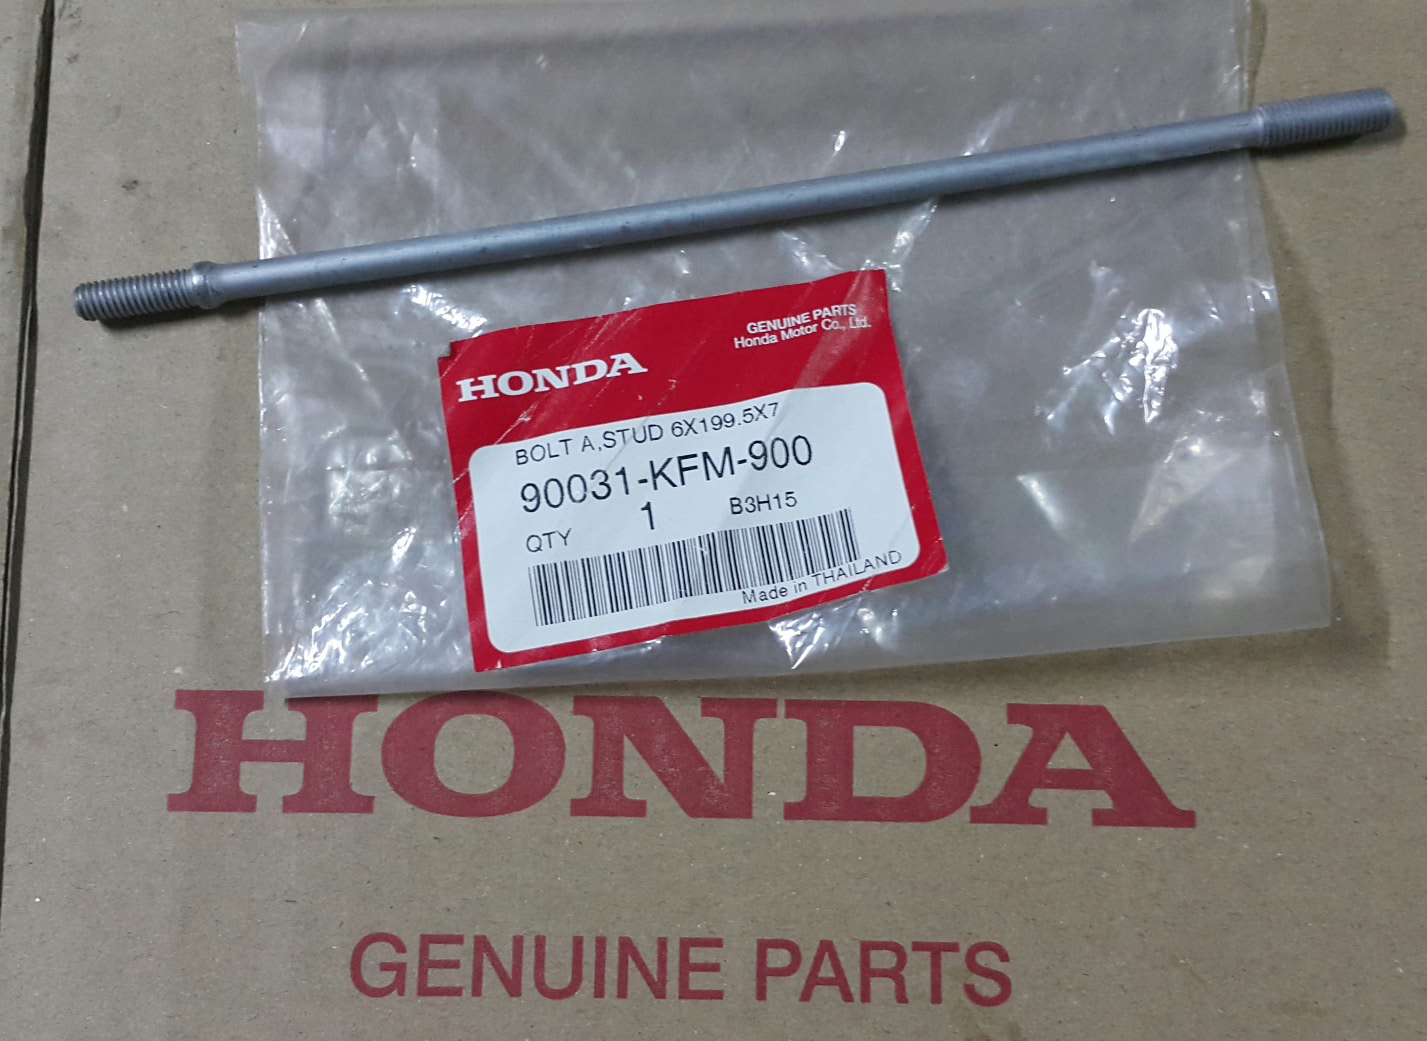 HONDA
GENUINE PARTS
Honda Motor Co., Ltd.
BOLT A,STUD 6X199.5X7
90031-KFM-900
QTY 1 B3H15
Made in THAILAND
HONDA
GENUINE PARTS